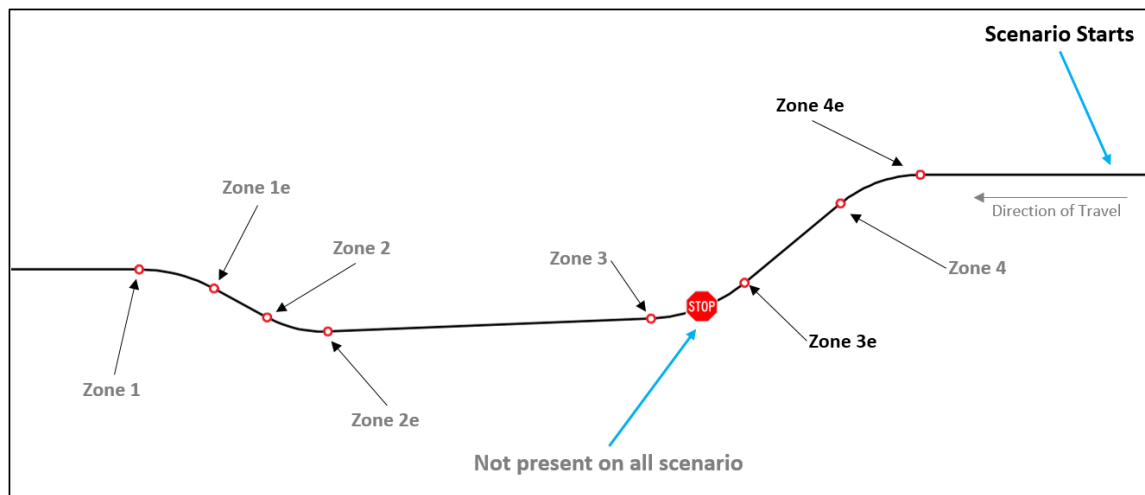 Scenario Starts
Zone 4e
Zone 1e
Direction of Travel
Zone 2
Zone 3
Zone 4
STOP
Zone 3e
Zone 1
Zone 2e
Not present on all scenario